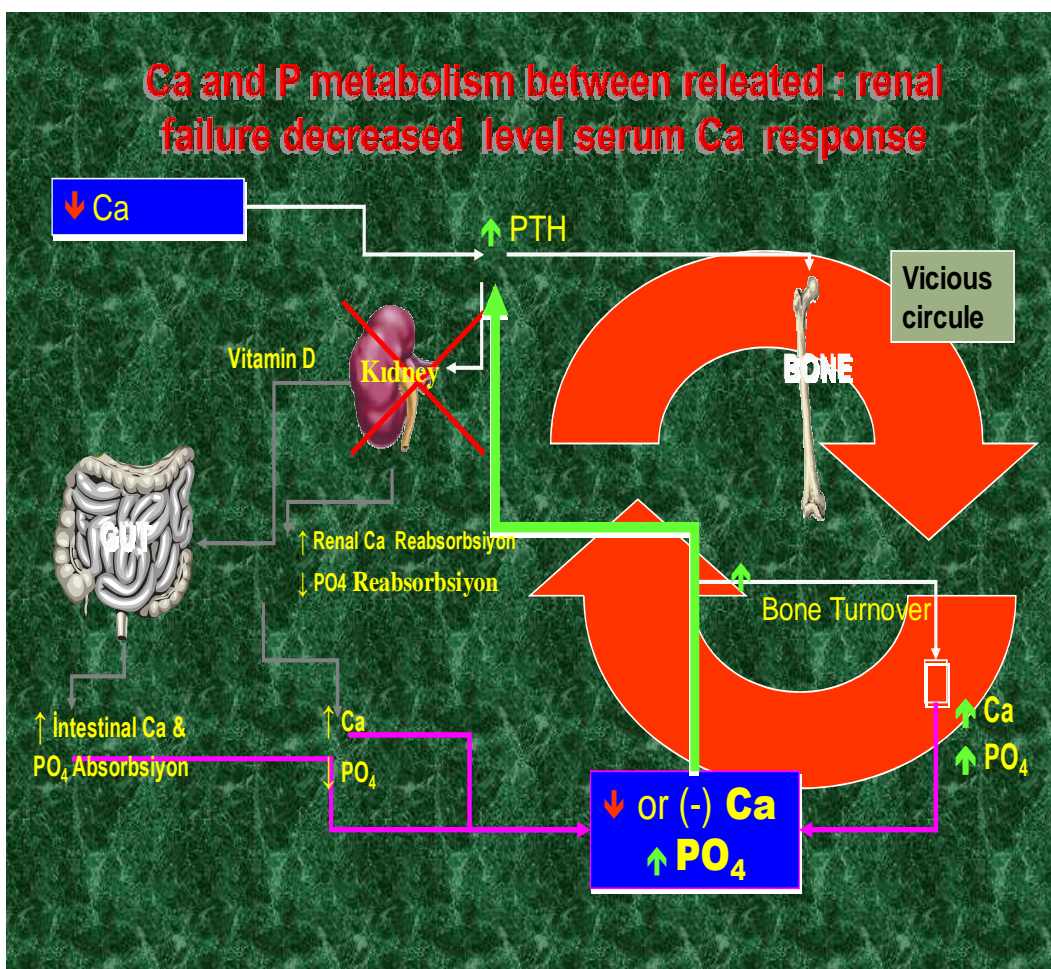 Ca and P metabolism between releated : renal
failure decreased level serum Ca response
↓ Ca
↑ PTH
Vicious
circule
Vitamin D
Kıdney
BONE
GUT
↑ Renal Ca Reabsorbsiyon
↓ PO4 Reabsorbsiyon
↑
Bone Turnover
↑ İntestinal Ca &
PO₄ Absorbsiyon
↑ Ca
↓ PO₄
↑ Ca
↑ PO₄
↓ or (-) Ca
↑ PO₄